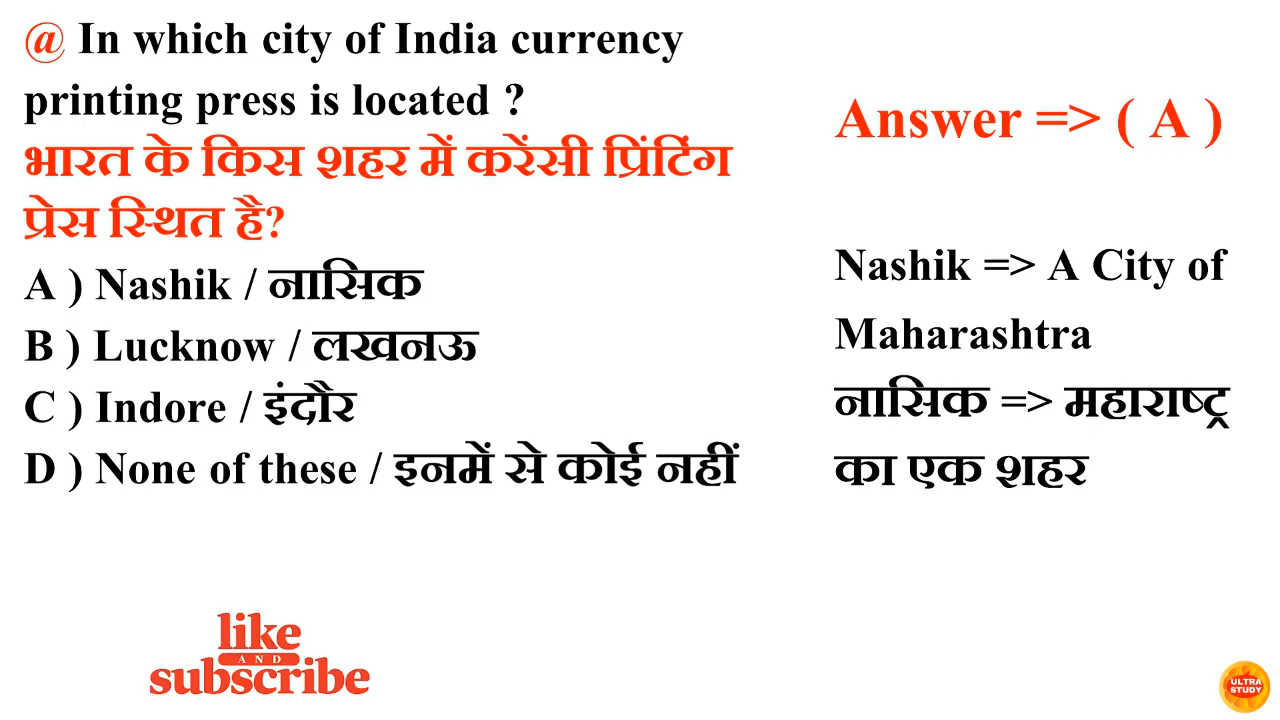 @ In which city of India currency
printing press is located ?
भारत के किस शहर में करेंसी प्रिंटिंग
प्रेस स्थित है?
A ) Nashik / नासिक
B ) Lucknow / लखनऊ
C ) Indore / इंदौर
D ) None of these / इनमें से कोई नहीं
Answer => ( A )
Nashik => A City of
Maharashtra
नासिक => महाराष्ट्र
का एक शहर
like
AND
subscribe
ULTRA
STUDY